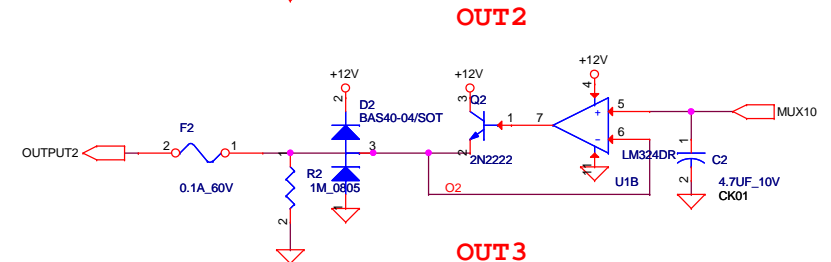 OUT2
+12V
+12V
+12V
2
D2
BAS40-04/SOT
3
Q2
4
F2
1
7
+
5
MUX10
-
6
1
OUTPUT2
2
1
1
3
2
2N2222
LM324DR
C2
0.1A_60V
R2
1M_0805
O2
11
U1B
2
4.7UF_10V
CK01
2
1
OUT3